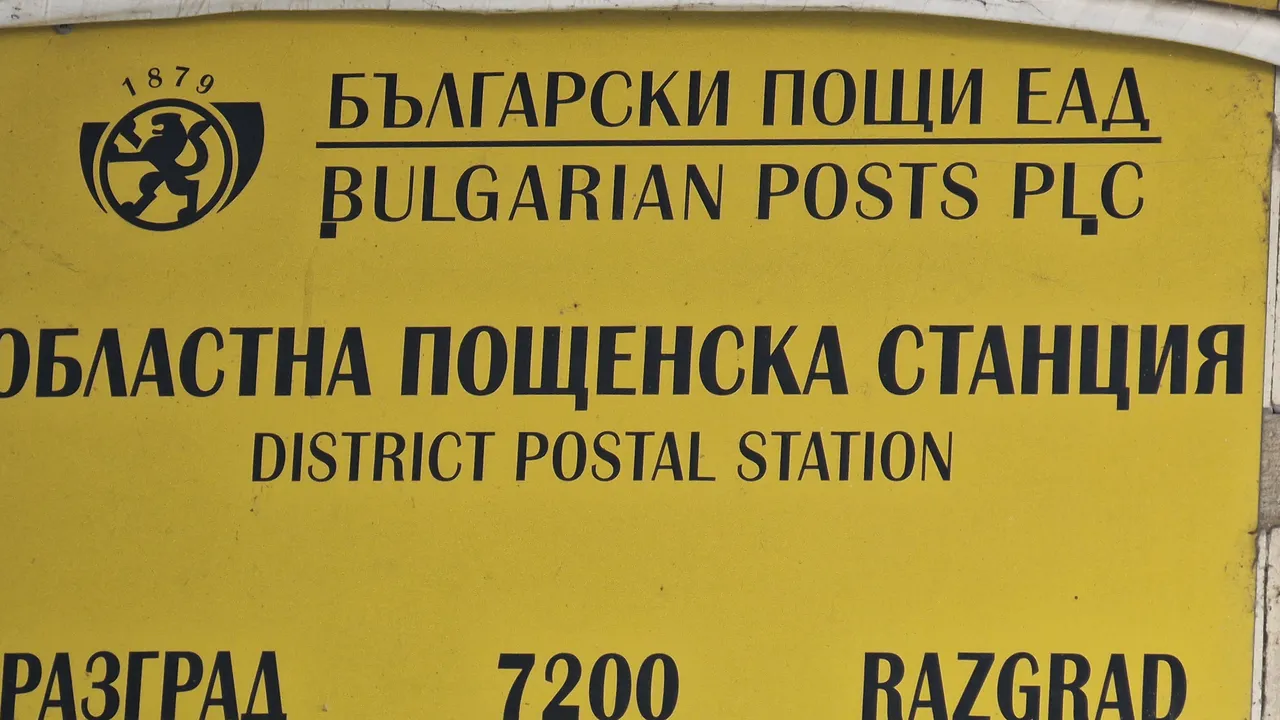 1879
БЪЛГАРСКИ ПОЩИ ЕАД
BULGARIAN POSTS PLC
ОБЛАСТНА ПОЩЕНСКА СТАНЦИЯ
DISTRICT POSTAL STATION
РАЗГРАД 7200 RAZGRAD